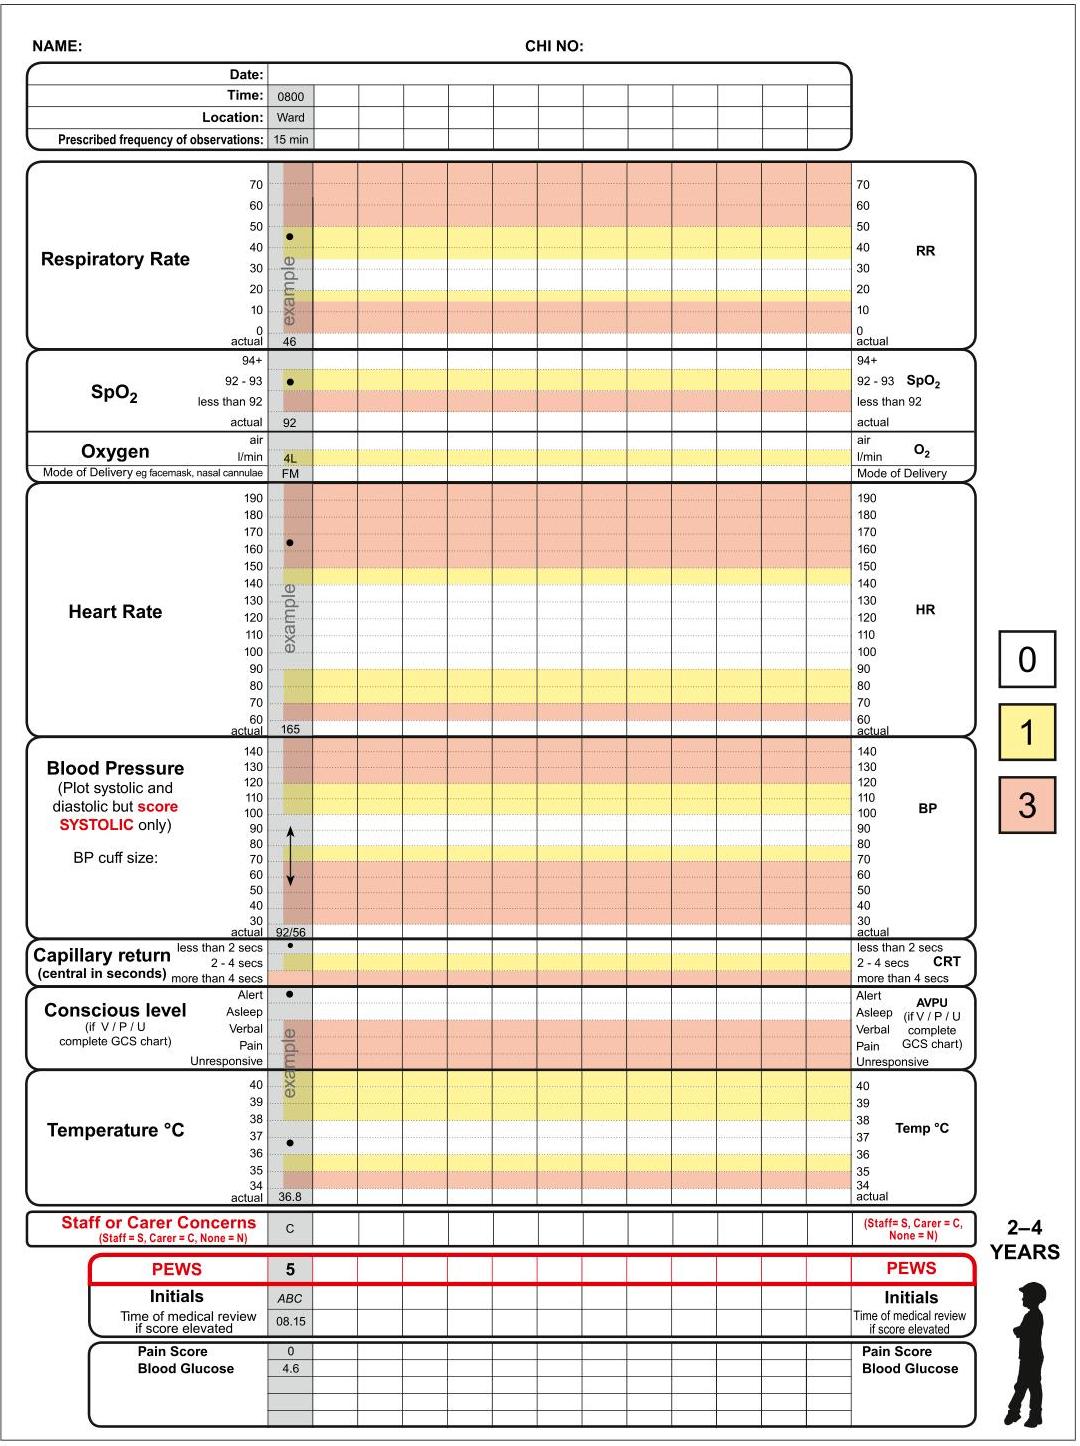 NAME: CHI NO:
Date:
Time: 0800
Location: Ward
Prescribed frequency of observations: 15 min
Respiratory Rate
70 70
60 60
50 50
40 40
30 30
20 20
10 10
0 0
actual 46 actual
RR
example
SpO2
94+ 94+
92 - 93 92 - 93 SpO2
less than 92 less than 92
actual 92 actual
Oxygen
air air
l/min 4L l/min
O2
Mode of Delivery eg facemask, nasal cannulae FM Mode of Delivery
Heart Rate
190 190
180 180
170 170
160 160
150 150
140 140
130 130
120 120
110 110
100 100
90 90
80 80
70 70
60 60
actual 165 actual
HR
example
Blood Pressure
(Plot systolic and
diastolic but score
SYSTOLIC only)
BP cuff size:
140 140
130 130
120 120
110 110
100 100
90 90
80 80
70 70
60 60
50 50
40 40
30 30
actual 92/56 actual
BP
Capillary return
(central in seconds)
less than 2 secs less than 2 secs
2 - 4 secs 2 - 4 secs CRT
more than 4 secs more than 4 secs
Conscious level
(if V / P / U
complete GCS chart)
Alert Alert
Asleep Asleep
Verbal Verbal
Pain Pain
Unresponsive Unresponsive
AVPU
(if V / P / U
complete
GCS chart)
example
Temperature °C
40 40
39 39
38 38
37 37
36 36
35 35
34 34
actual 36.8 actual
Temp °C
Staff or Carer Concerns
(Staff = S, Carer = C, None = N)
C
(Staff= S, Carer = C,
None = N)
PEWS 5 PEWS
Initials ABC Initials
Time of medical review
if score elevated
08.15
Time of medical review
if score elevated
Pain Score 0 Pain Score
Blood Glucose 4.6 Blood Glucose
0
1
3
2–4
YEARS